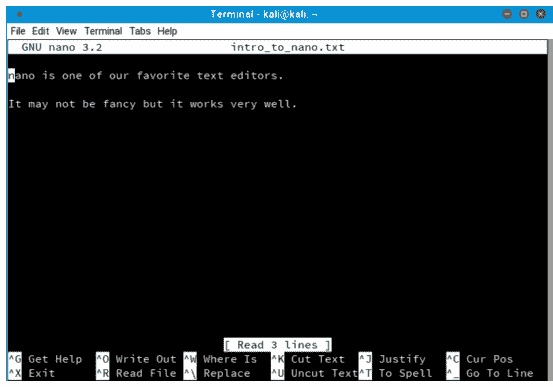 Terminal - kali@kali: ~
File Edit View Terminal Tabs Help
GNU nano 3.2 intro_to_nano.txt
nano is one of our favorite text editors.
It may not be fancy but it works very well.
[ Read 3 lines ]
^G Get Help ^O Write Out ^W Where Is ^K Cut Text ^J Justify ^C Cur Pos
^X Exit ^R Read File ^\ Replace ^U Uncut Text ^T To Spell ^_ Go To Line